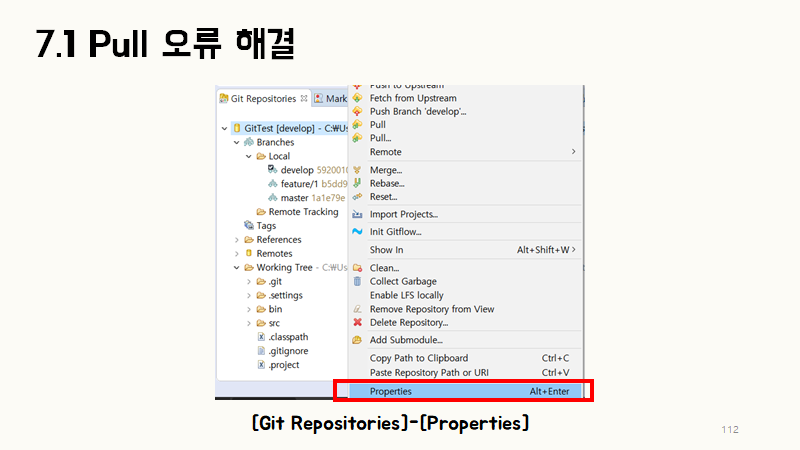 7.1 Pull 오류 해결
Git Repositories
Mark
GitTest [develop] - C:₩Us
Branches
Local
develop 5920010
feature/1 b5dd9
master 1a1e79e
Remote Tracking
Tags
References
Remotes
Working Tree - C:₩Us
.git
.settings
bin
src
.classpath
.gitignore
.project
Push to Upstream
Fetch from Upstream
Push Branch 'develop'...
Pull
Pull...
Remote
Merge...
Rebase...
Reset...
Import Projects...
Init Gitflow...
Show In Alt+Shift+W
Clean...
Collect Garbage
Enable LFS locally
Remove Repository from View
Delete Repository...
Add Submodule...
Copy Path to Clipboard Ctrl+C
Paste Repository Path or URI Ctrl+V
Properties Alt+Enter
[Git Repositories]-[Properties]
112